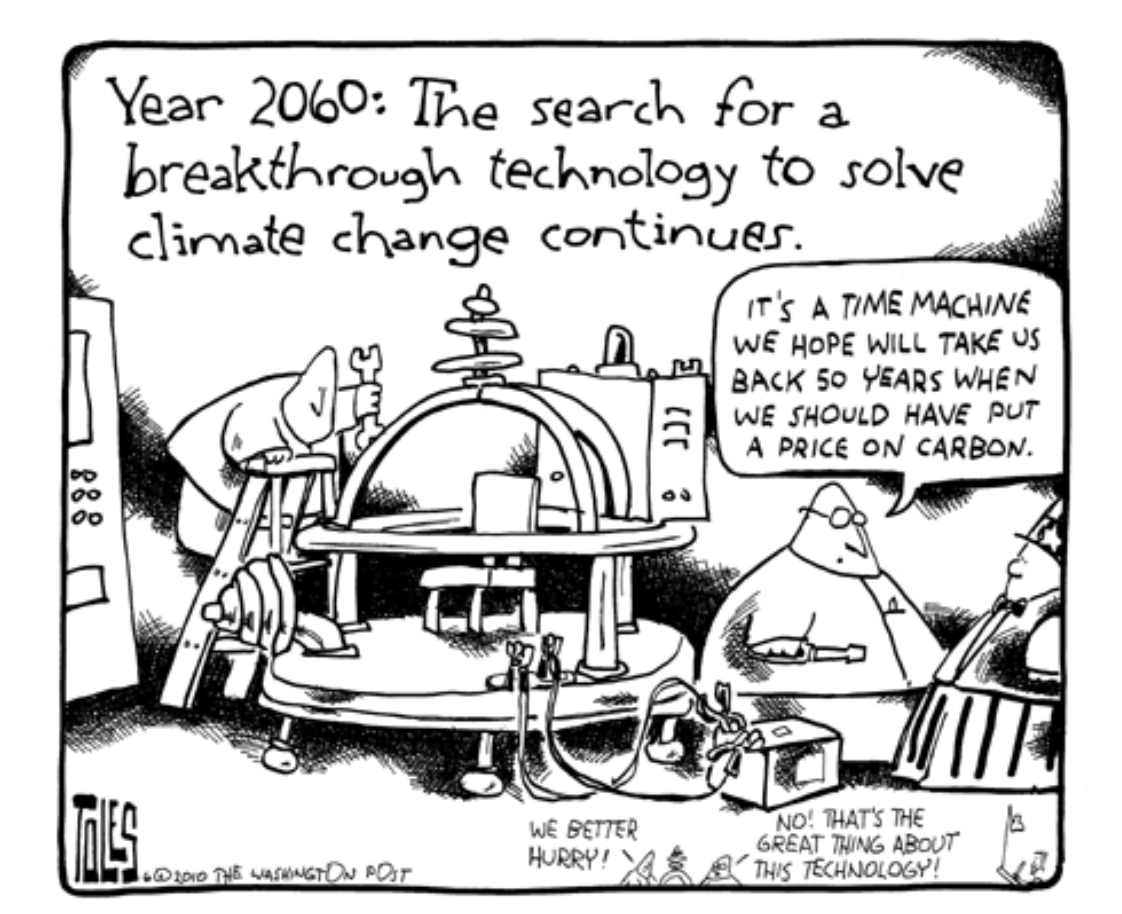 Year 2060: The search for a
breakthrough technology to solve
climate change continues.
IT'S A TIME MACHINE
WE HOPE WILL TAKE US
BACK 50 YEARS WHEN
WE SHOULD HAVE PUT
A PRICE ON CARBON.
TOLES
©2010 THE WASHINGTON POST
WE BETTER
HURRY!
NO! THAT'S THE
GREAT THING ABOUT
THIS TECHNOLOGY!